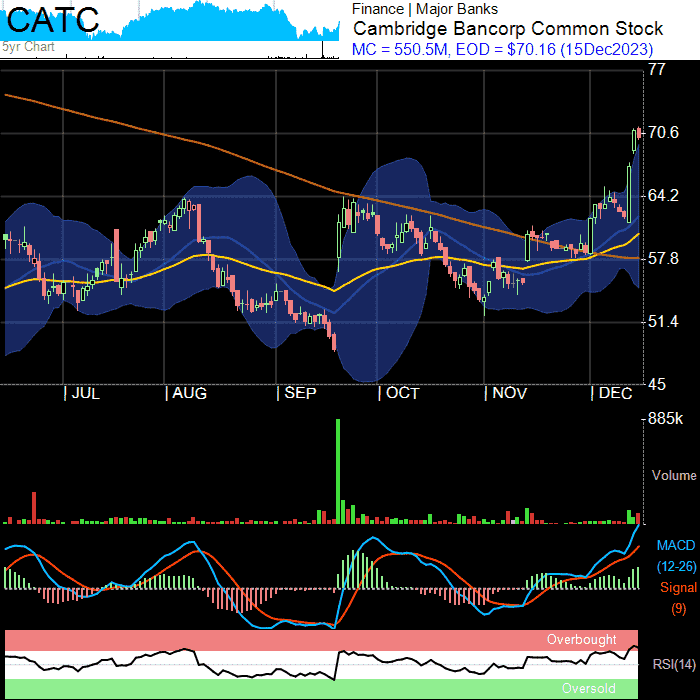 CATC
5yr Chart
Finance | Major Banks
Cambridge Bancorp Common Stock
MC = 550.5M, EOD = $70.16 (15Dec2023)
77
70.6
64.2
57.8
51.4
45
| JUL | AUG | SEP | OCT | NOV | DEC
885k
Volume
MACD
(12-26)
Signal
(9)
Overbought
RSI(14)
Oversold